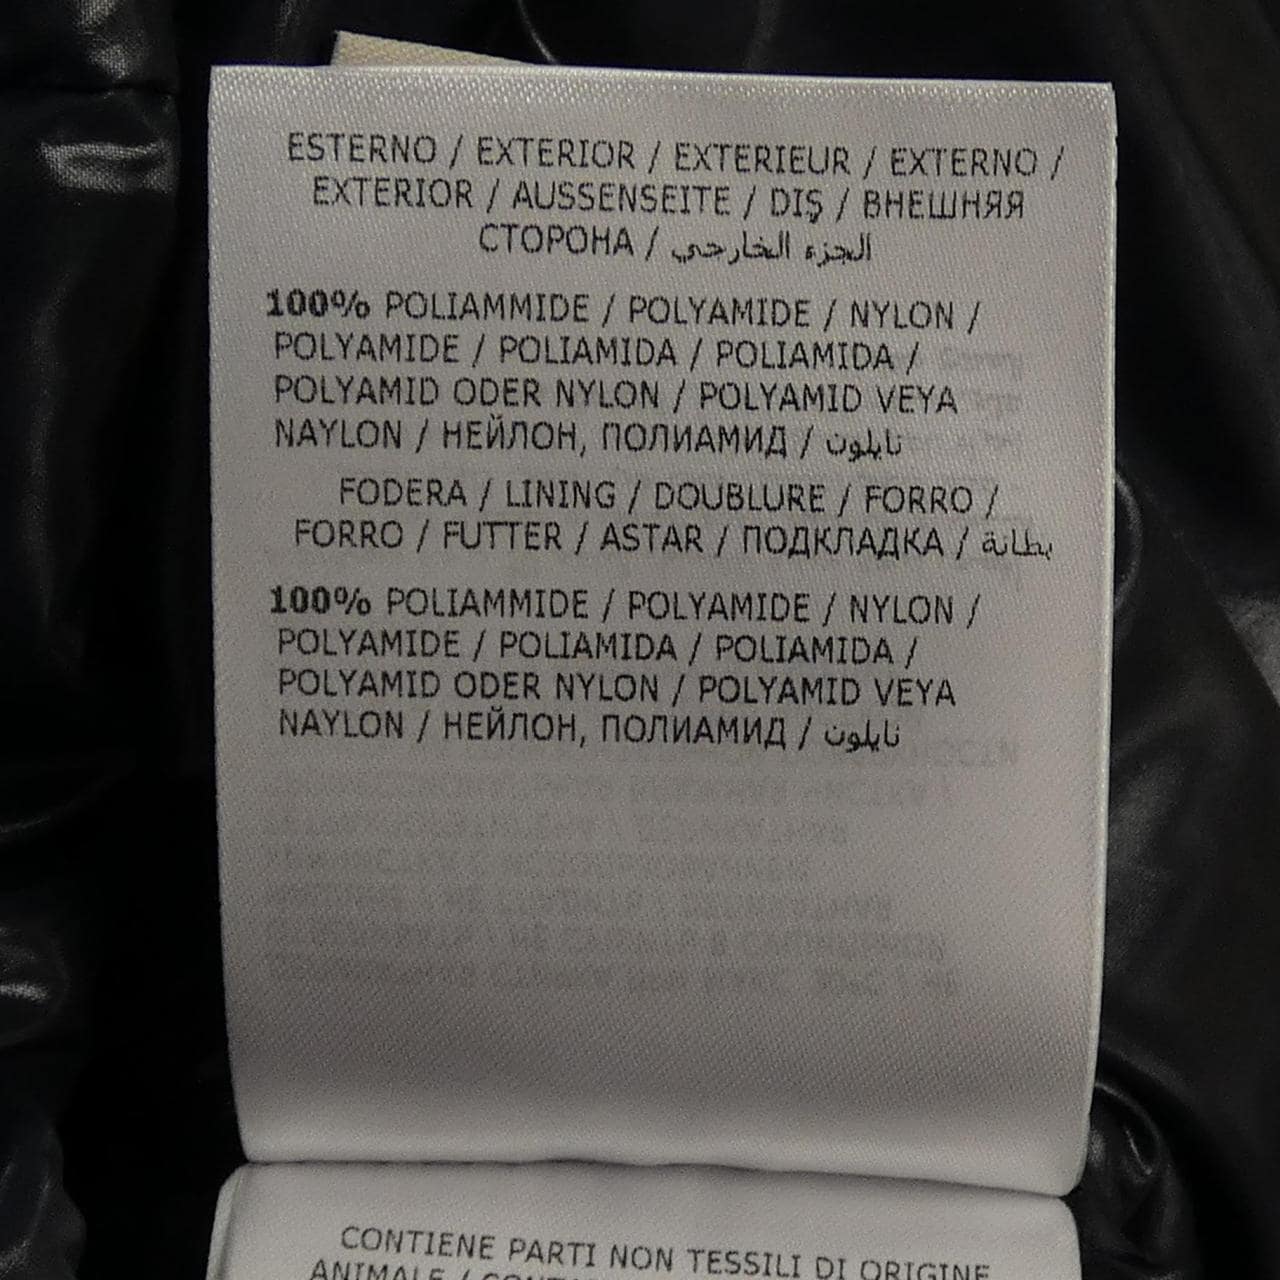 ESTERNO / EXTERIOR / EXTERIEUR / EXTERNO /
EXTERIOR / AUSSENSEITE / DIŞ / ВНЕШНЯЯ
СТОРОНА / الجزء الخارجي
100% POLIAMMIDE / POLYAMIDE / NYLON /
POLYAMIDE / POLIAMIDA / POLIAMIDA /
POLYAMID ODER NYLON / POLYAMID VEYA
NAYLON / НЕЙЛОН, ПОЛИАМИД / نايلون
FODERA / LINING / DOUBLURE / FORRO /
FORRO / FUTTER / ASTAR / ПОДКЛАДКА / بطانة
100% POLIAMMIDE / POLYAMIDE / NYLON /
POLYAMIDE / POLIAMIDA / POLIAMIDA /
POLYAMID ODER NYLON / POLYAMID VEYA
NAYLON / НЕЙЛОН, ПОЛИАМИД / نايلون
CONTIENE PARTI NON TESSILI DI ORIGINE
ANIMALE /